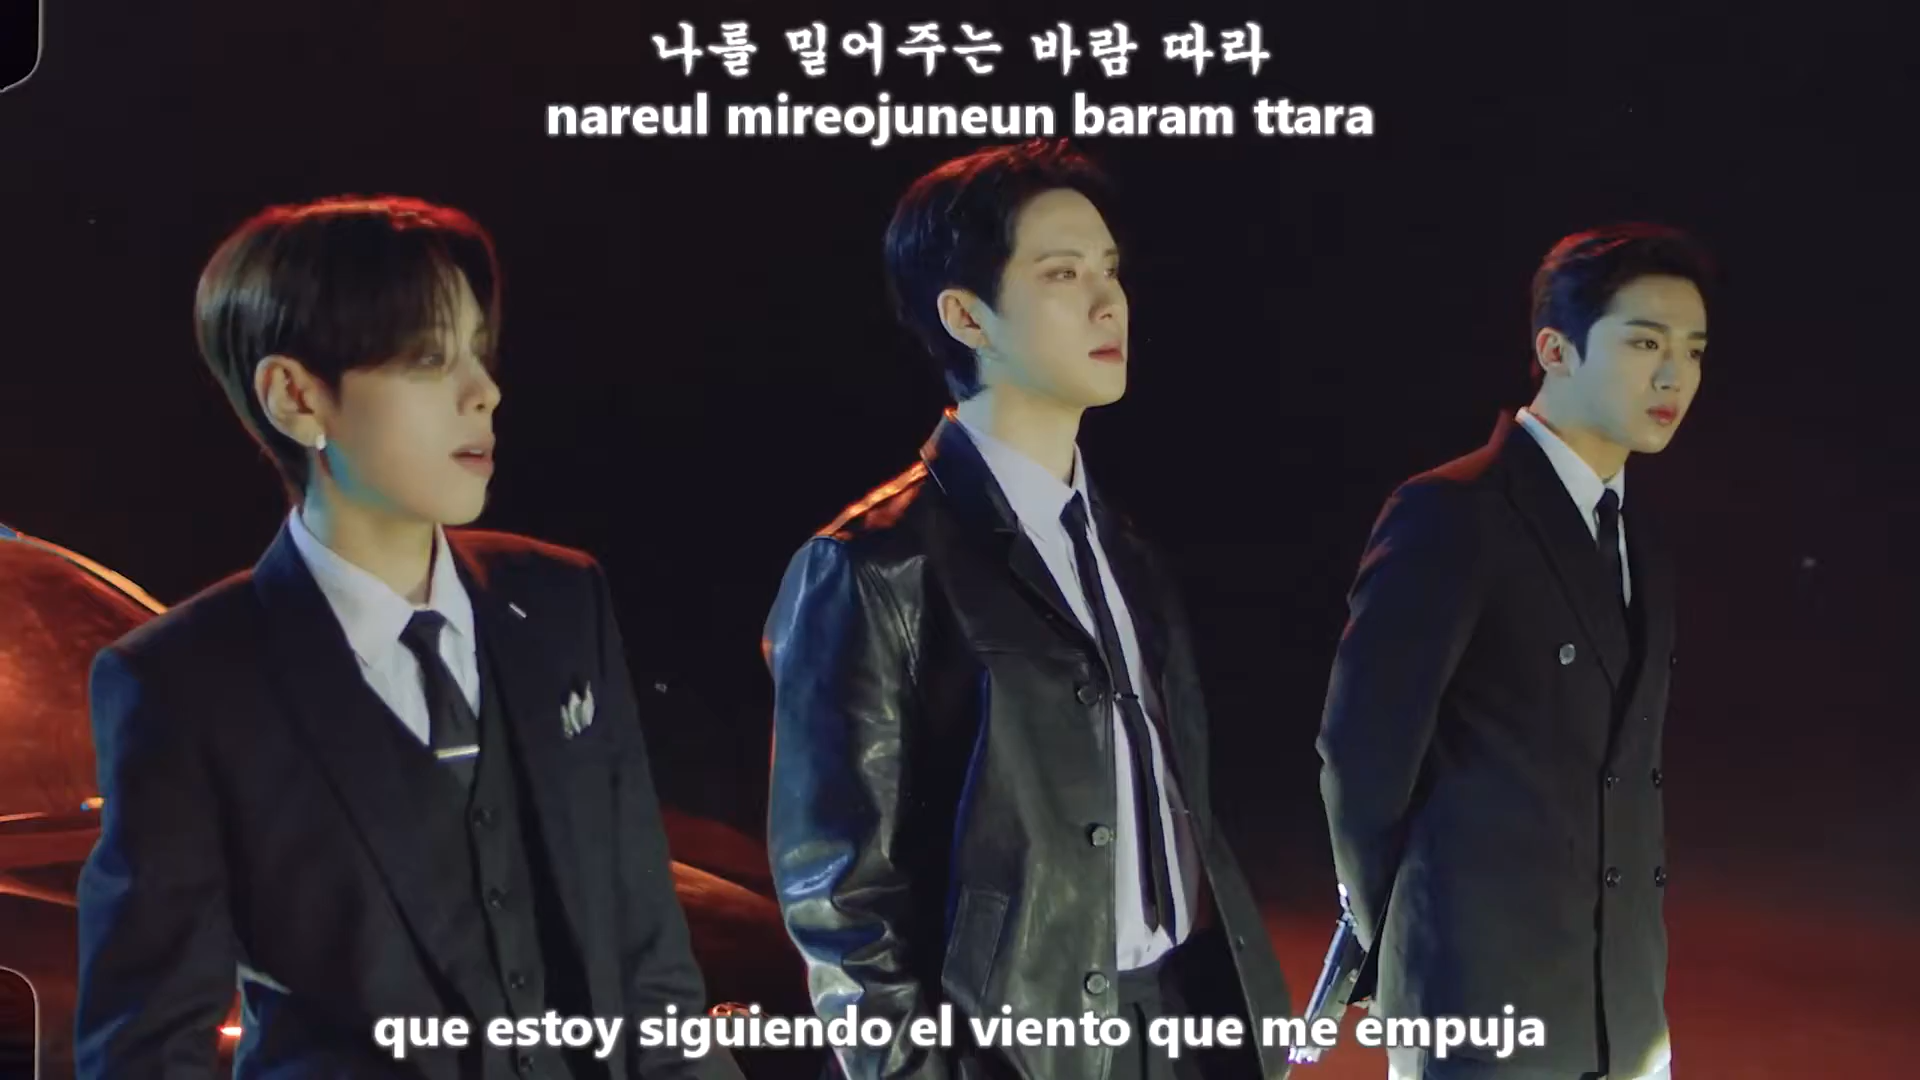 나를 밀어주는 바람 따라
nareul mireojuneun baram ttara
que estoy siguiendo el viento que me empuja